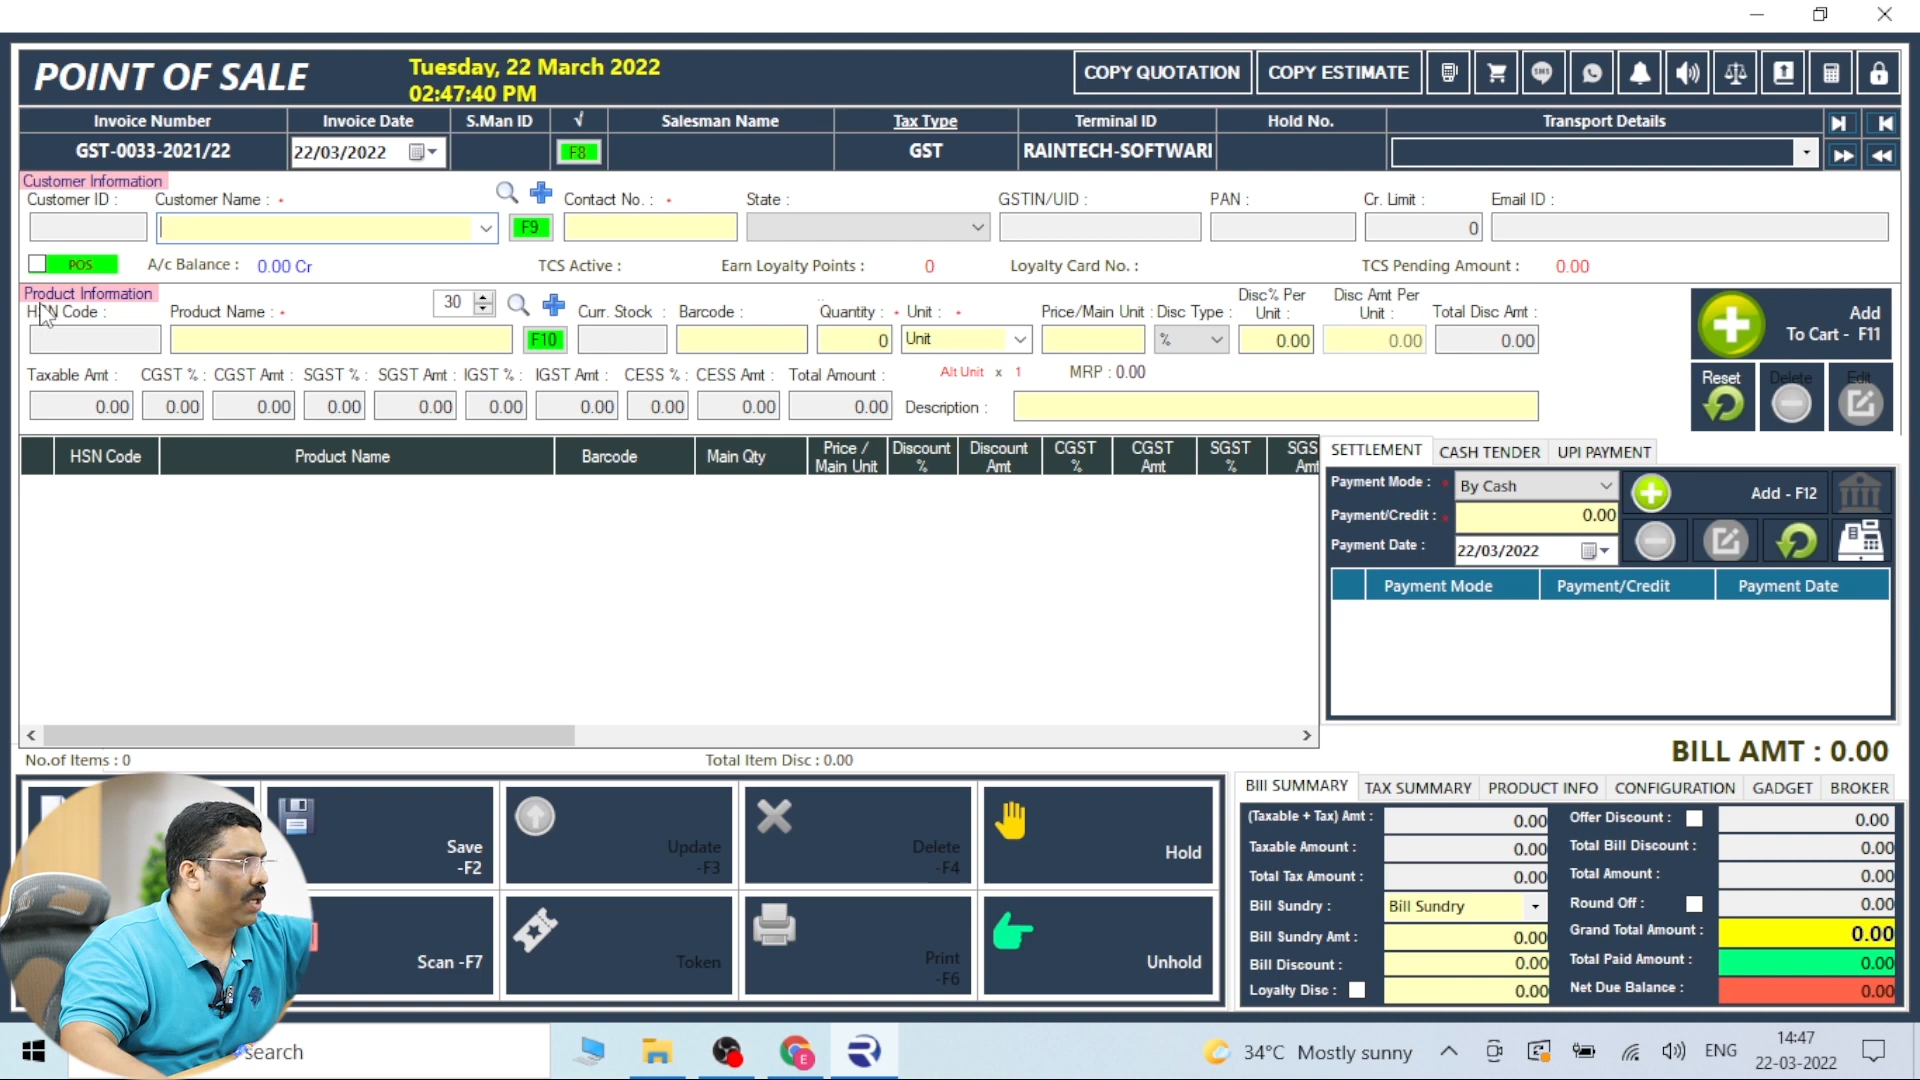 POINT OF SALE
Tuesday, 22 March 2022
02:47:40 PM
COPY QUOTATION
COPY ESTIMATE
SMS
Invoice Number
Invoice Date
S.Man ID
√
Salesman Name
Tax Type
Terminal ID
Hold No.
Transport Details
GST-0033-2021/22
22/03/2022
F8
GST
RAINTECH-SOFTWARI
Customer Information
Customer ID :
Customer Name : *
Contact No. : *
State :
GSTIN/UID :
PAN :
Cr. Limit :
Email ID :
F9
0
POS
A/c Balance : 0.00 Cr
TCS Active :
Earn Loyalty Points : 0
Loyalty Card No. :
TCS Pending Amount : 0.00
Product Information
HSN Code :
Product Name : *
30
Curr. Stock :
Barcode :
Quantity : *
Unit : *
Price/Main Unit :
Disc Type :
Disc% Per Unit :
Disc Amt Per Unit :
Total Disc Amt :
F10
0
Unit
%
0.00
0.00
0.00
Add
To Cart - F11
Taxable Amt :
CGST % :
CGST Amt :
SGST % :
SGST Amt :
IGST % :
IGST Amt :
CESS % :
CESS Amt :
Total Amount :
Alt Unit x 1
MRP : 0.00
Reset
Delete
Edit
0.00
0.00
0.00
0.00
0.00
0.00
0.00
0.00
0.00
0.00
Description :
HSN Code
Product Name
Barcode
Main Qty
Price / Main Unit
Discount %
Discount Amt
CGST %
CGST Amt
SGST %
SGS Amt
SETTLEMENT
CASH TENDER
UPI PAYMENT
Payment Mode : *
By Cash
Add - F12
Payment/Credit : *
0.00
Payment Date :
22/03/2022
Payment Mode
Payment/Credit
Payment Date
No.of Items : 0
Total Item Disc : 0.00
BILL AMT : 0.00
Save
-F2
Update
-F3
Delete
-F4
Hold
Scan -F7
Token
Print
-F6
Unhold
Bill SUMMARY
TAX SUMMARY
PRODUCT INFO
CONFIGURATION
GADGET
BROKER
(Taxable + Tax) Amt : 0.00
Offer Discount : 0.00
Taxable Amount : 0.00
Total Bill Discount : 0.00
Total Tax Amount : 0.00
Total Amount : 0.00
Bill Sundry : Bill Sundry
Round Off : 0.00
Bill Sundry Amt : 0.00
Grand Total Amount : 0.00
Bill Discount : 0.00
Total Paid Amount : 0.00
Loyalty Disc : 0.00
Net Due Balance : 0.00
search
E
34°C Mostly sunny
ENG
14:47
22-03-2022